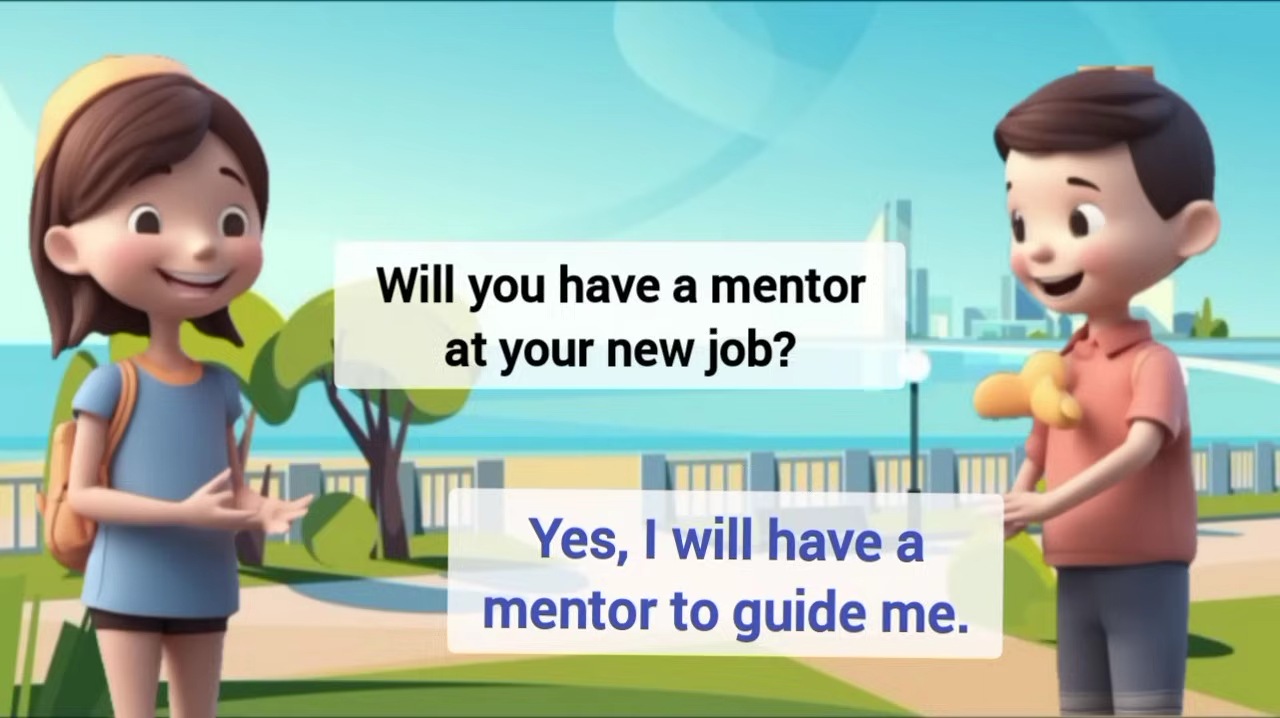 Will you have a mentor
at your new job?
Yes, I will have a
mentor to guide me.